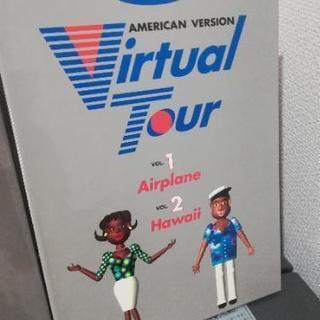 AMERICAN VERSION
Virtual
Tour
VOL. 1
Airplane
VOL. 2
Hawaii